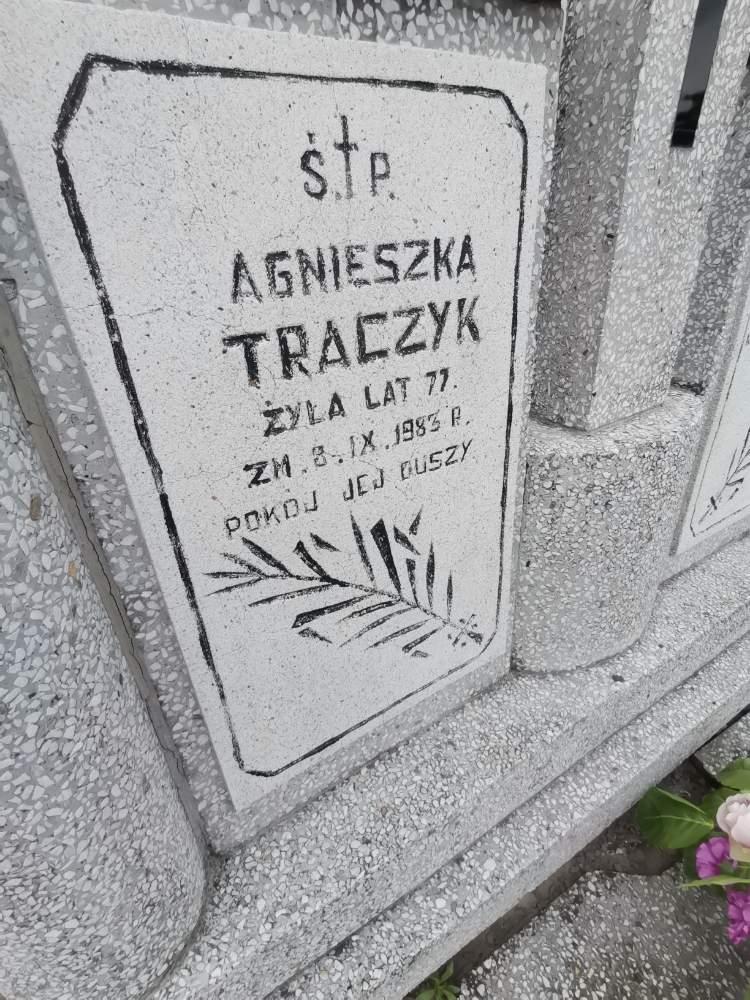 Ś.†P.
AGNIESZKA
TRACZYK
ŻYŁA LAT 77.
ZM. 8. IX. 1983 R.
POKÓJ JEJ DUSZY